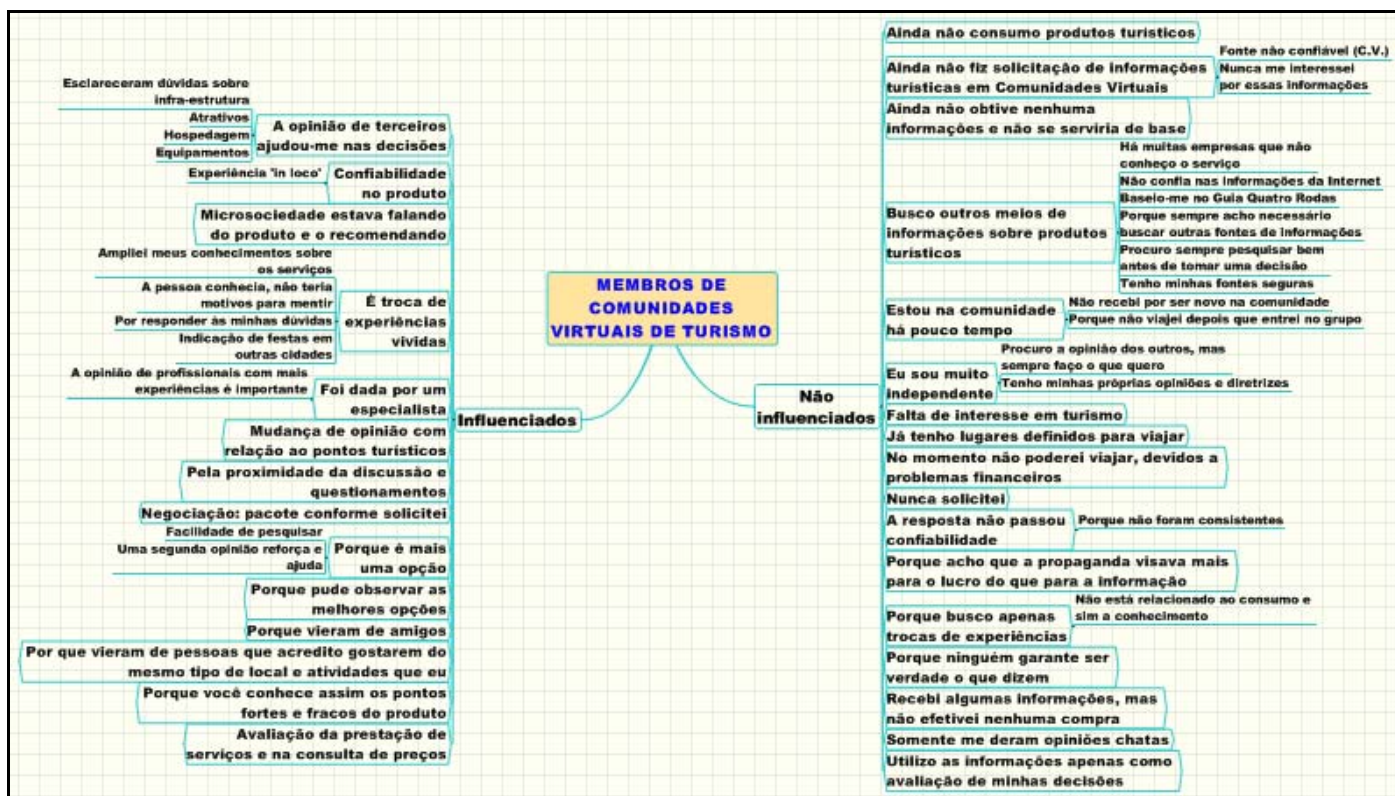 MEMBROS DE
COMUNIDADES
VIRTUAIS DE TURISMO
Influenciados
Esclareceram dúvidas sobre
infra-estrutura
Atrativos
Hospedagem
Equipamentos
A opinião de terceiros
ajudou-me nas decisões
Experiência 'in loco'
Confiabilidade
no produto
Microsociedade estava falando
do produto e o recomendando
Ampliei meus conhecimentos sobre
os serviços
A pessoa conhecia, não teria
motivos para mentir
Por responder às minhas dúvidas
Indicação de festas em
outras cidades
É troca de
experiências
vividas
A opinião de profissionais com mais
experiências é importante
Foi dada por um
especialista
Mudança de opinião com
relação ao pontos turísticos
Pela proximidade da discussão e
questionamentos
Negociação: pacote conforme solicitei
Facilidade de pesquisar
Uma segunda opinião reforça e
ajuda
Porque é mais
uma opção
Porque pude observar as
melhores opções
Porque vieram de amigos
Por que vieram de pessoas que acredito gostarem do
mesmo tipo de local e atividades que eu
Porque você conhece assim os pontos
fortes e fracos do produto
Avaliação da prestação de
serviços e na consulta de preços
Não
influenciados
Ainda não consumo produtos turísticos
Ainda não fiz solicitação de informações
turísticas em Comunidades Virtuais
Fonte não confiável (C.V.)
Nunca me interessei
por essas informações
Ainda não obtive nenhuma
informações e não se serviria de base
Busco outros meios de
informações sobre produtos
turísticos
Há muitas empresas que não
conheço o serviço
Não confia nas informações da Internet
Baseio-me no Guia Quatro Rodas
Porque sempre acho necessário
buscar outras fontes de informações
Procuro sempre pesquisar bem
antes de tomar uma decisão
Tenho minhas fontes seguras
Estou na comunidade
há pouco tempo
Não recebi por ser novo na comunidade
Porque não viajei depois que entrei no grupo
Eu sou muito
independente
Procuro a opinião dos outros, mas
sempre faço o que quero
Tenho minhas próprias opiniões e diretrizes
Falta de interesse em turismo
Já tenho lugares definidos para viajar
No momento não poderei viajar, devidos a
problemas financeiros
Nunca solicitei
A resposta não passou
confiabilidade
Porque não foram consistentes
Porque acho que a propaganda visava mais
para o lucro do que para a informação
Porque busco apenas
trocas de experiências
Não está relacionado ao consumo e
sim a conhecimento
Porque ninguém garante ser
verdade o que dizem
Recebi algumas informações, mas
não efetivei nenhuma compra
Somente me deram opiniões chatas
Utilizo as informações apenas como
avaliação de minhas decisões